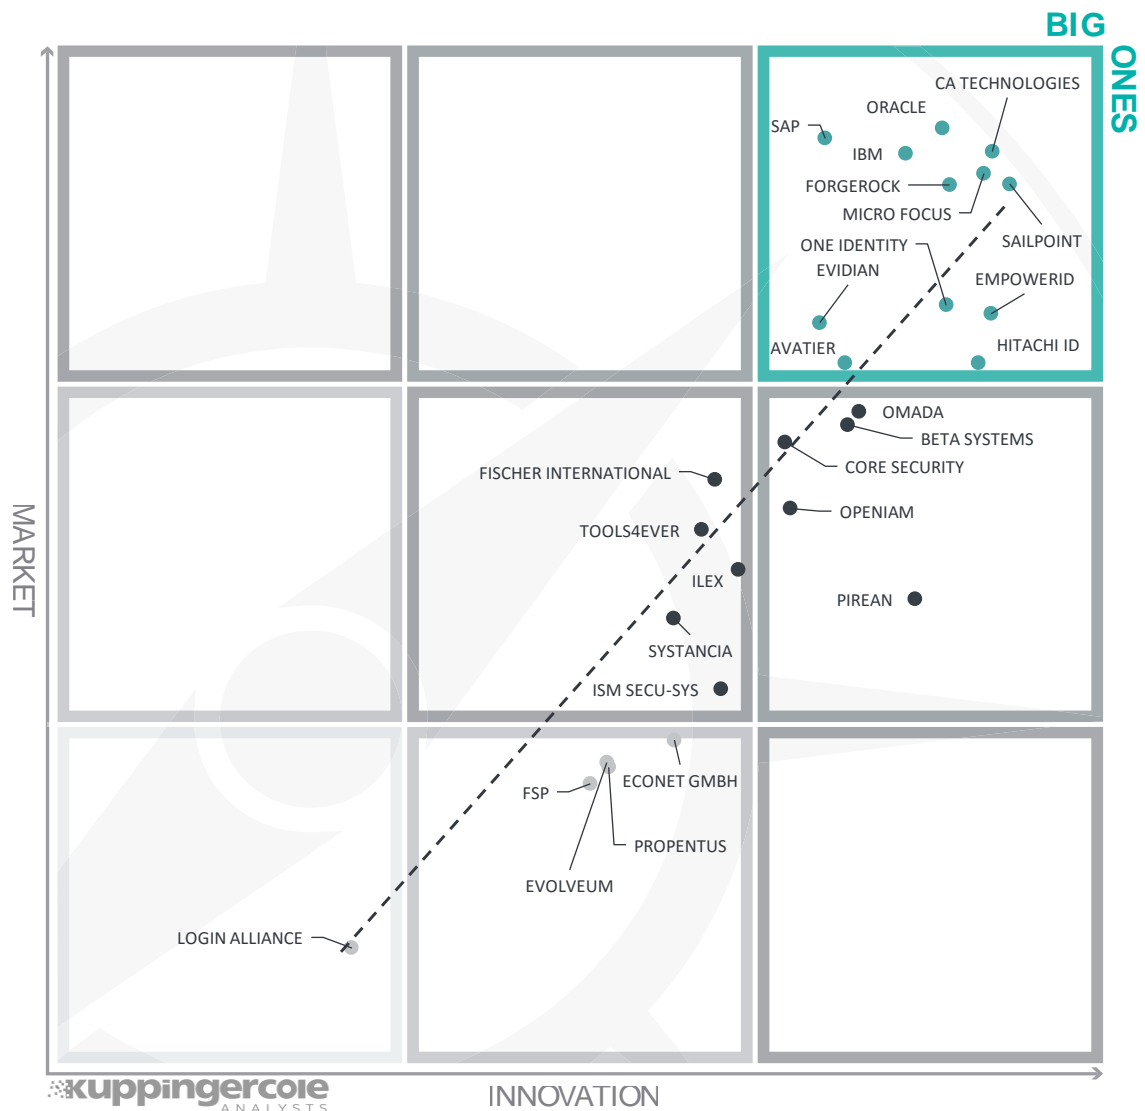 BIG
ONES
CA TECHNOLOGIES
ORACLE
SAP
IBM
FORGEROCK
MICRO FOCUS
SAILPOINT
ONE IDENTITY
EVIDIAN
EMPOWERID
AVATIER
HITACHI ID
OMADA
BETA SYSTEMS
CORE SECURITY
FISCHER INTERNATIONAL
OPENIAM
TOOLS4EVER
ILEX
PIREAN
SYSTANCIA
ISM SECU-SYS
ECONET GMBH
FSP
PROPENTUS
EVOLVEUM
LOGIN ALLIANCE
MARKET
INNOVATION
kuppingercole
ANALYSTS